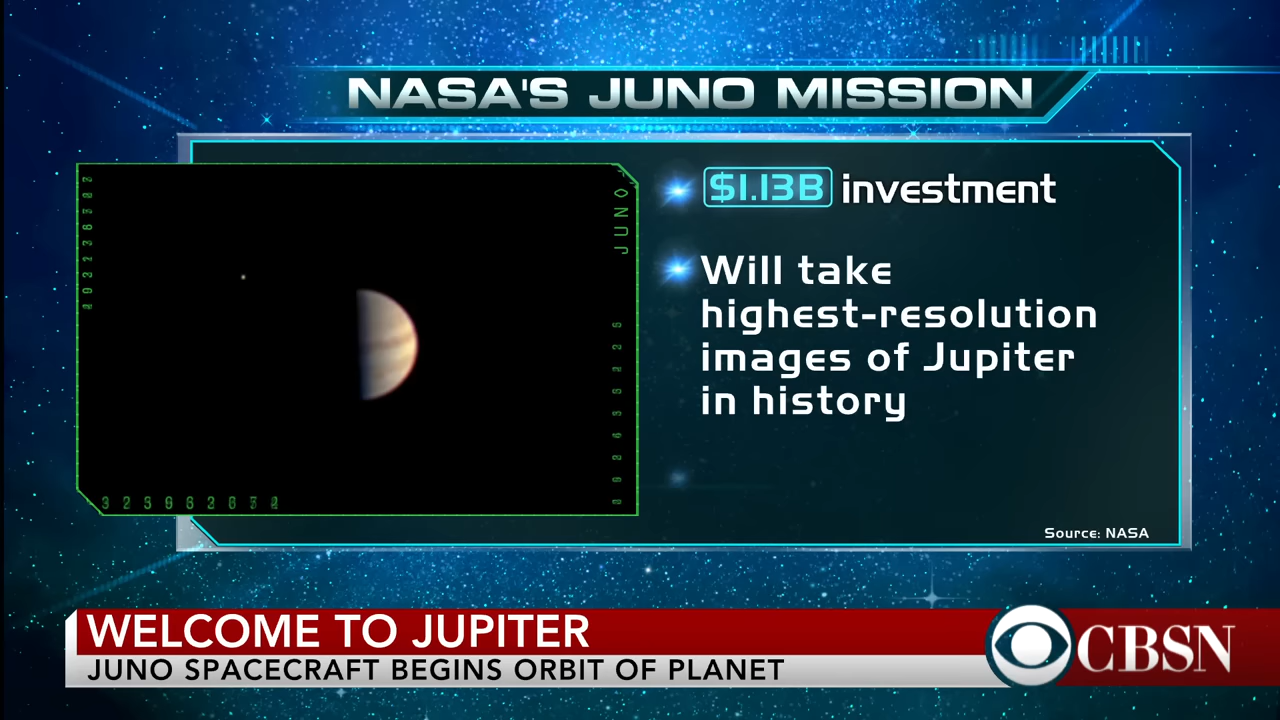 NASA'S JUNO MISSION
JUNO
$1.13B investment
Will take
highest-resolution
images of Jupiter
in history
Source: NASA
WELCOME TO JUPITER
JUNO SPACECRAFT BEGINS ORBIT OF PLANET
CBSN